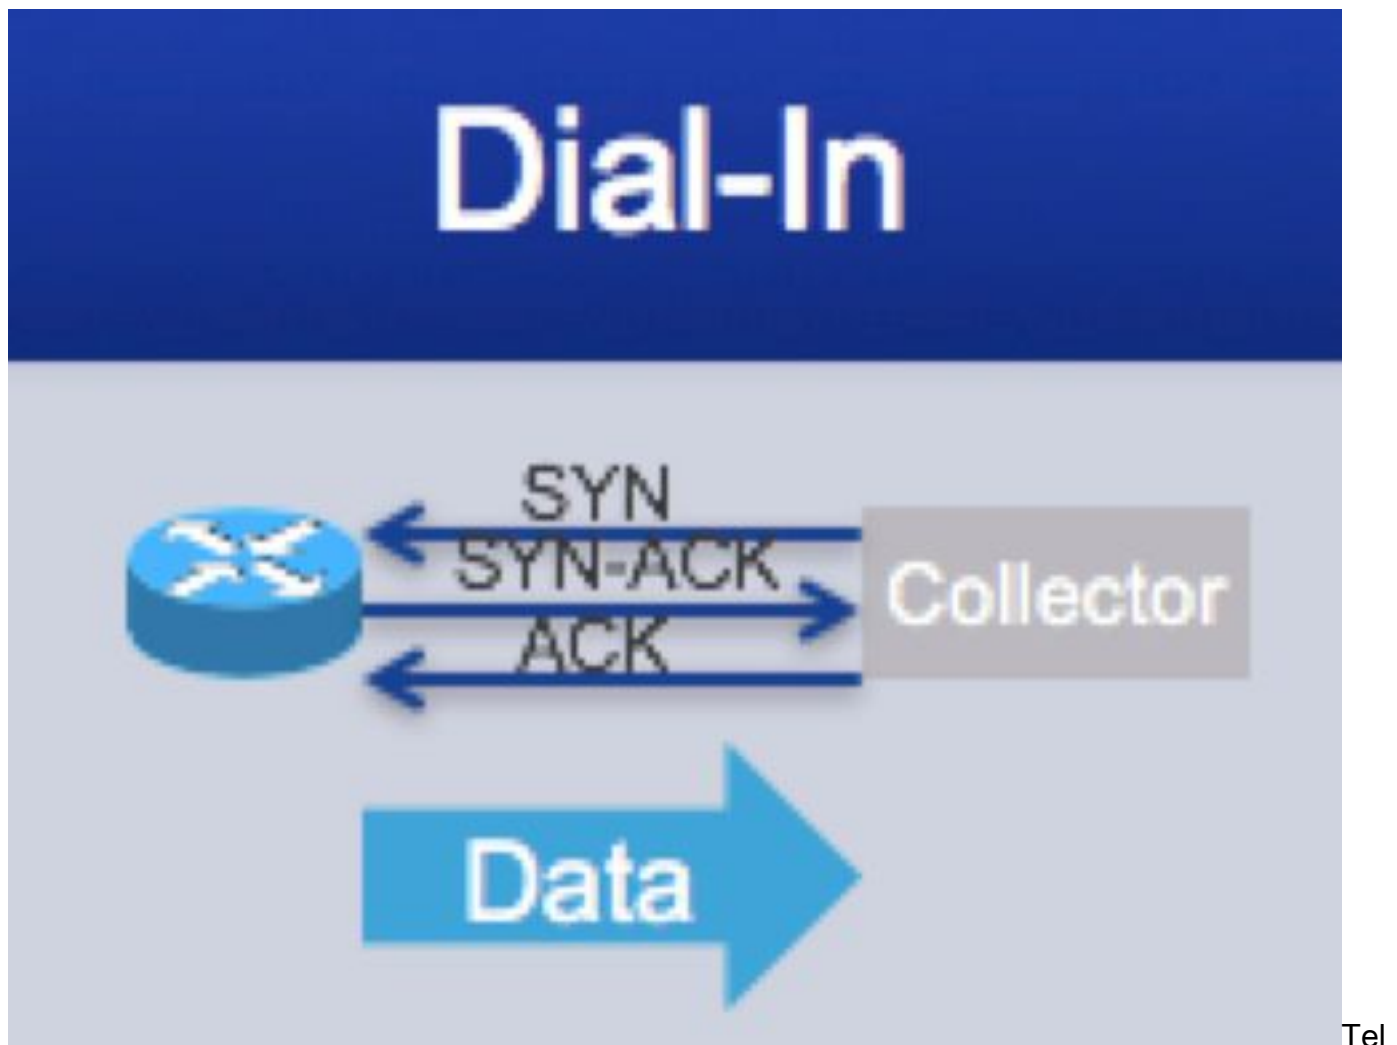 Dial-In
SYN
SYN-ACK
Collector
ACK
Data
Tel